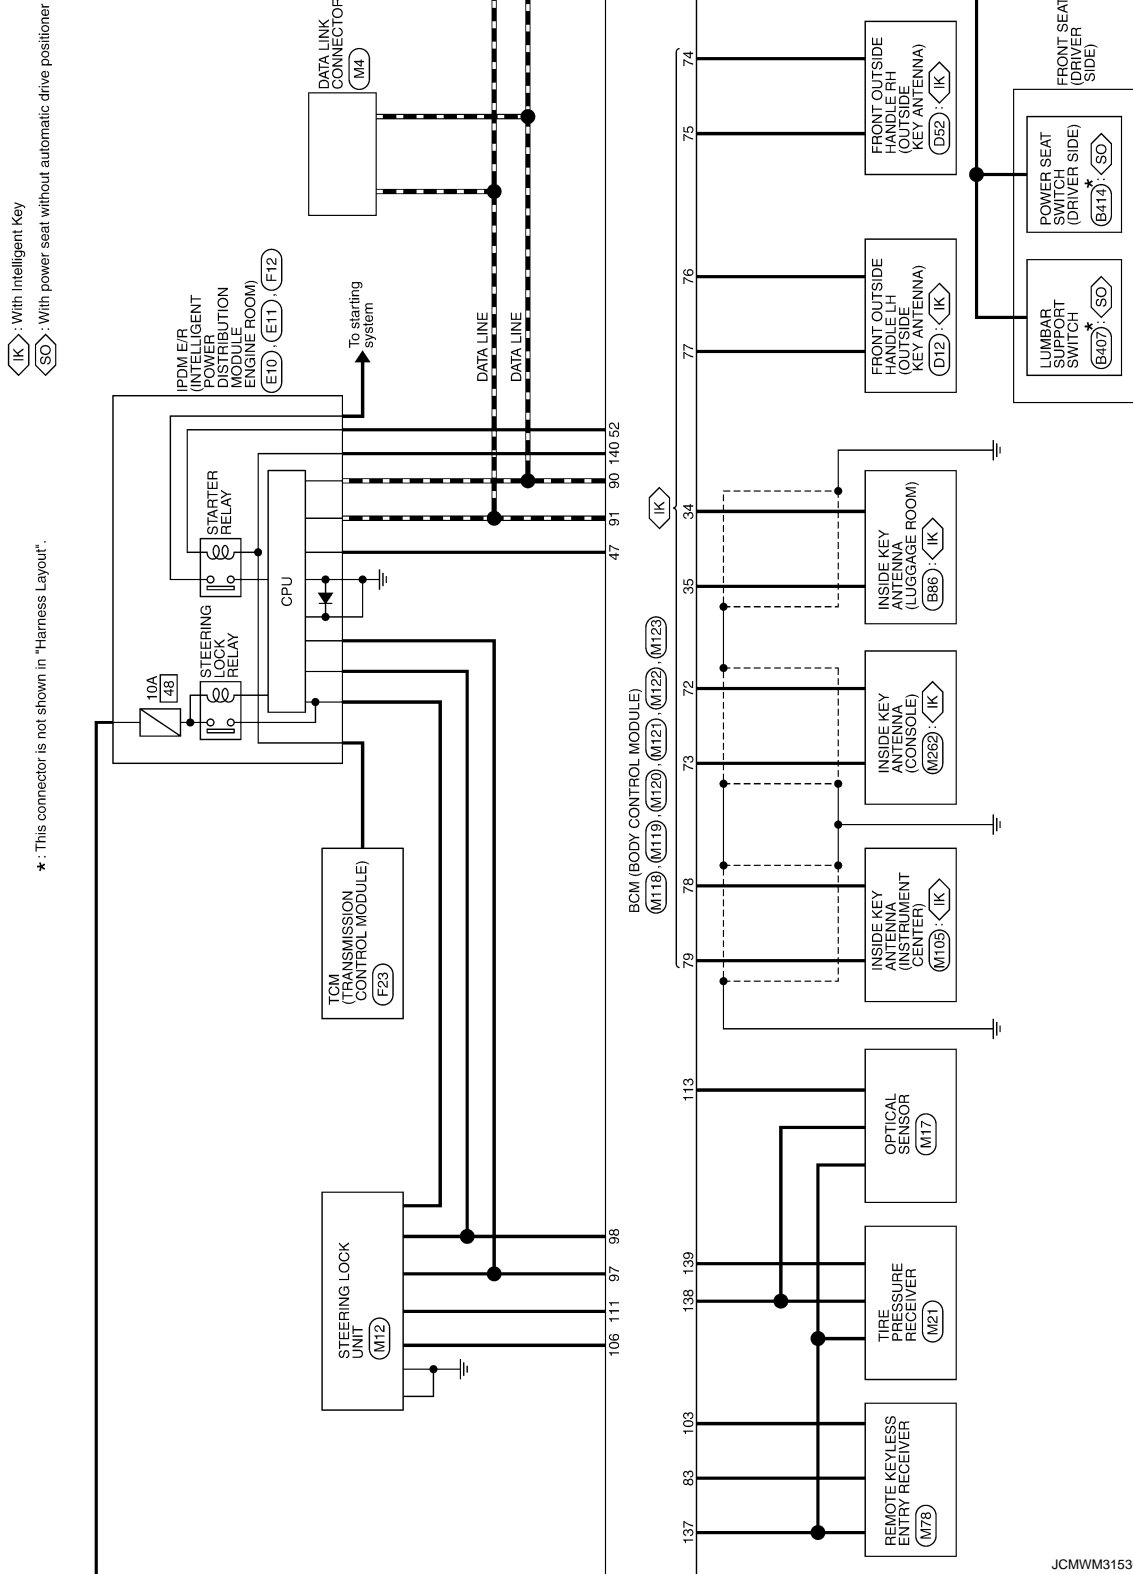 IK : With Intelligent Key
SO : With power seat without automatic drive positioner
* : This connector is not shown in "Harness Layout".
IPDM E/R
(INTELLIGENT
POWER
DISTRIBUTION
MODULE
ENGINE ROOM)
E10 , E11 , F12
To starting
system
DATA LINK
CONNECTOR
M4
DATA LINE
DATA LINE
STARTER
RELAY
STEERING
LOCK
RELAY
10A
48
CPU
TCM
(TRANSMISSION
CONTROL MODULE)
F23
STEERING LOCK
UNIT
M12
52
140
90
91
47
98
97
111
106
BCM (BODY CONTROL MODULE)
M118 , M119 , M120 , M121 , M122 , M123
IK
74
75
76
77
34
35
72
73
78
79
113
139
138
103
83
137
FRONT OUTSIDE
HANDLE RH
(OUTSIDE
KEY ANTENNA)
D52 : IK
FRONT OUTSIDE
HANDLE LH
(OUTSIDE
KEY ANTENNA)
D12 : IK
INSIDE KEY
ANTENNA
(LUGGAGE ROOM)
B86 : IK
INSIDE KEY
ANTENNA
(CONSOLE)
M262 : IK
INSIDE KEY
ANTENNA
(INSTRUMENT
CENTER)
M105 : IK
OPTICAL
SENSOR
M17
TIRE
PRESSURE
RECEIVER
M21
REMOTE KEYLESS
ENTRY RECEIVER
M78
FRONT SEAT
(DRIVER
SIDE)
POWER SEAT
SWITCH
(DRIVER SIDE)
B414 * : SO
LUMBAR
SUPPORT
SWITCH
B407 * : SO
JCMWM3153